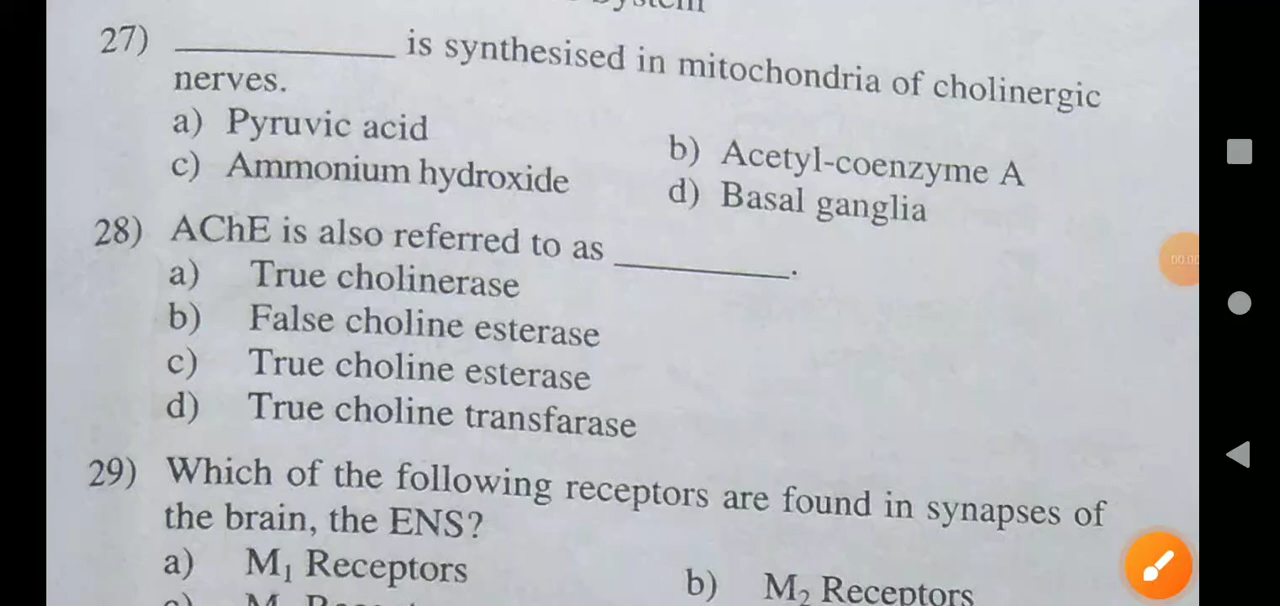 27) __________ is synthesised in mitochondria of cholinergic
nerves.
a) Pyruvic acid
b) Acetyl-coenzyme A
c) Ammonium hydroxide
d) Basal ganglia
28) AChE is also referred to as __________.
a) True cholinerase
b) False choline esterase
c) True choline esterase
d) True choline transfarase
29) Which of the following receptors are found in synapses of
the brain, the ENS?
a) M₁ Receptors
b) M₂ Receptors